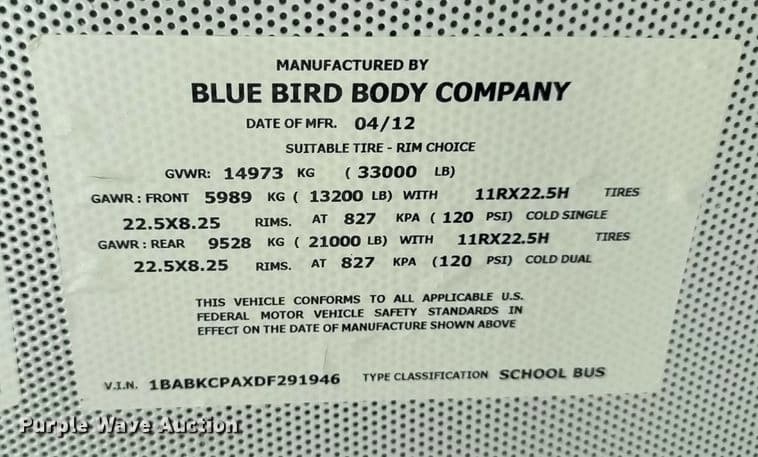 MANUFACTURED BY
BLUE BIRD BODY COMPANY
DATE OF MFR. 04/12
SUITABLE TIRE - RIM CHOICE
GVWR: 14973 KG ( 33000 LB)
GAWR : FRONT 5989 KG ( 13200 LB) WITH 11RX22.5H TIRES
22.5X8.25 RIMS. AT 827 KPA ( 120 PSI) COLD SINGLE
GAWR : REAR 9528 KG ( 21000 LB) WITH 11RX22.5H TIRES
22.5X8.25 RIMS. AT 827 KPA (120 PSI) COLD DUAL
THIS VEHICLE CONFORMS TO ALL APPLICABLE U.S.
FEDERAL MOTOR VEHICLE SAFETY STANDARDS IN
EFFECT ON THE DATE OF MANUFACTURE SHOWN ABOVE
V.I.N. 1BABKCPAXDF291946 TYPE CLASSIFICATION SCHOOL BUS
Purple Wave Auction